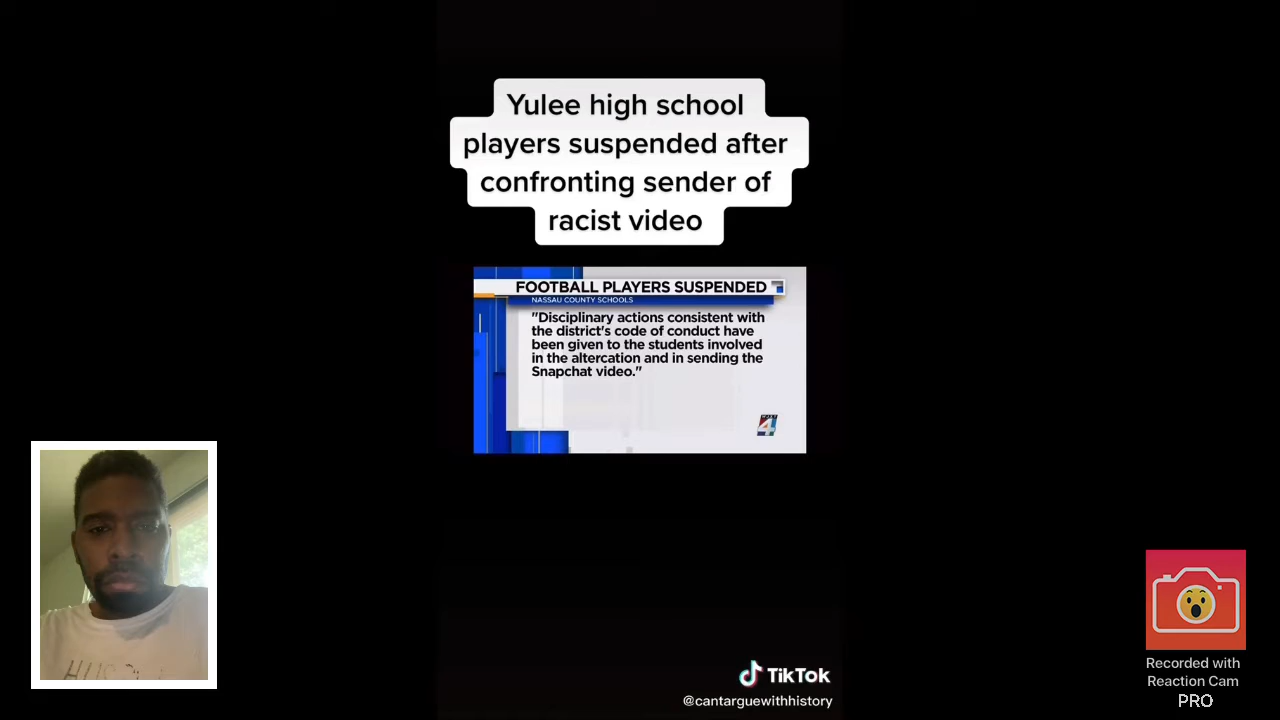 Yulee high school
players suspended after
confronting sender of
racist video
FOOTBALL PLAYERS SUSPENDED
NASSAU COUNTY SCHOOLS
"Disciplinary actions consistent with
the district's code of conduct have
been given to the students involved
in the altercation and in sending the
Snapchat video."
4
TikTok
@cantarguewithhistory
Recorded with
Reaction Cam
PRO